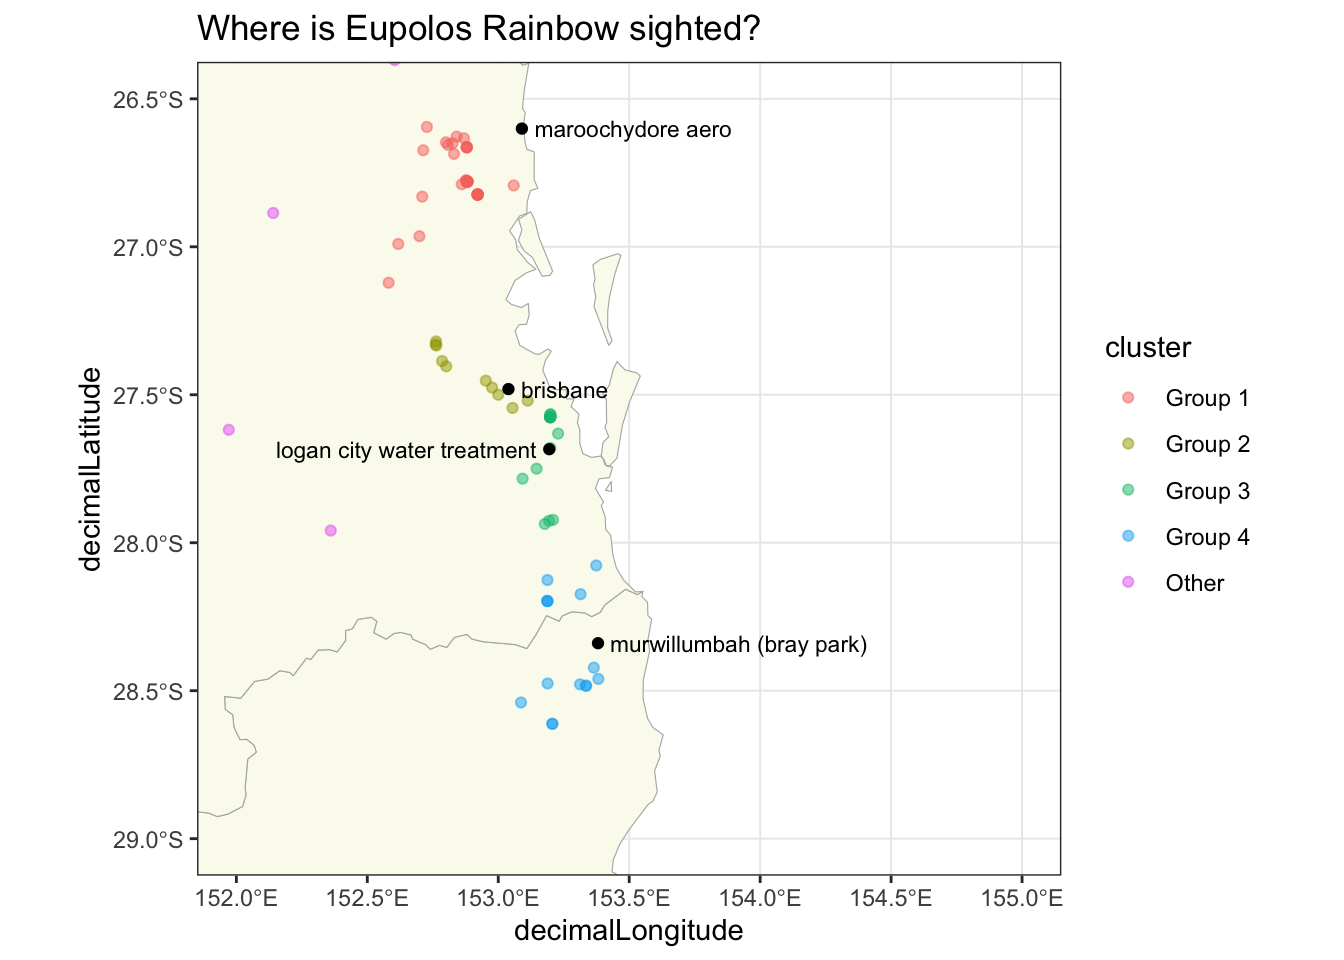 Where is Eupolos Rainbow sighted?
26.5°S
27.0°S
27.5°S
28.0°S
28.5°S
29.0°S
decimalLatitude
maroochydore aero
brisbane
logan city water treatment
murwillumbah (bray park)
152.0°E
152.5°E
153.0°E
153.5°E
154.0°E
154.5°E
155.0°E
decimalLongitude
cluster
Group 1
Group 2
Group 3
Group 4
Other